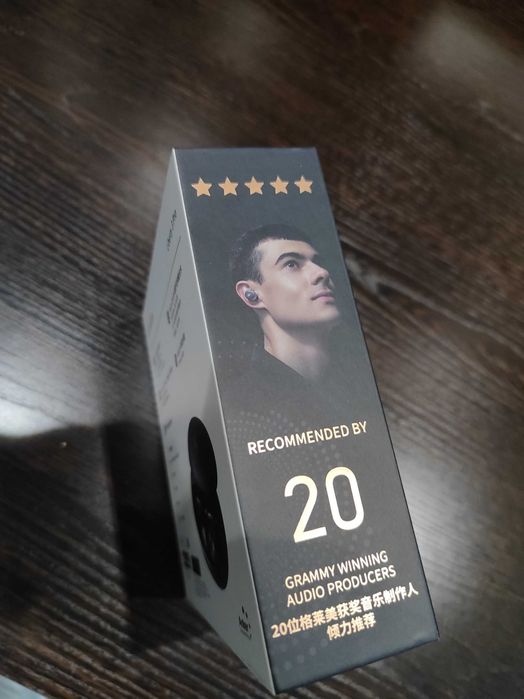 RECOMMENDED BY
20
GRAMMY WINNING
AUDIO PRODUCERS
20位格莱美获奖音乐制作人
倾力推荐